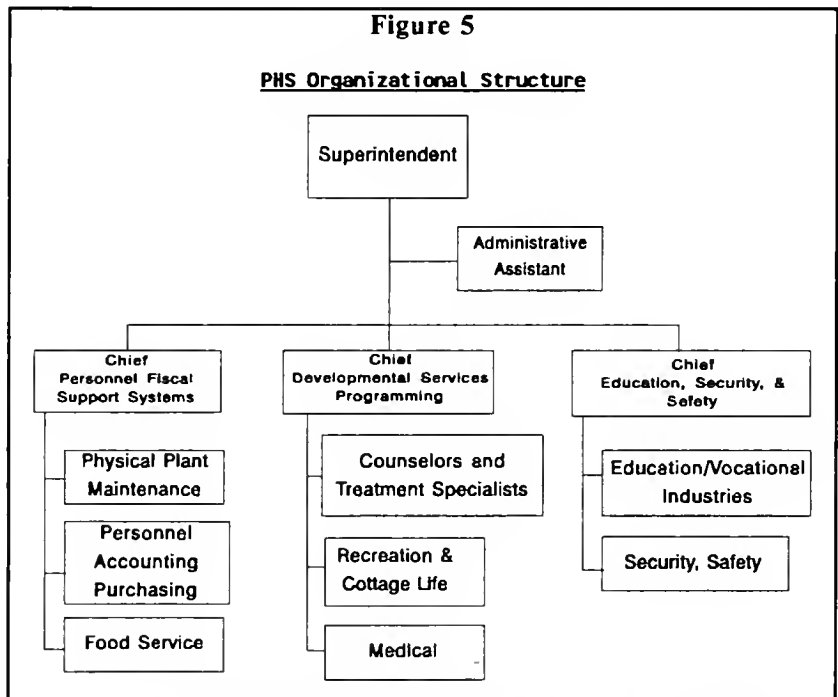 Figure 5
PHS Organizational Structure
Superintendent
Administrative
Assistant
Chief
Personnel Fiscal
Support Systems
Physical Plant
Maintenance
Personnel
Accounting
Purchasing
Food Service
Chief
Developmental Services
Programming
Counselors and
Treatment Specialists
Recreation &
Cottage Life
Medical
Chief
Education, Security, &
Safety
Education/Vocational
Industries
Security, Safety